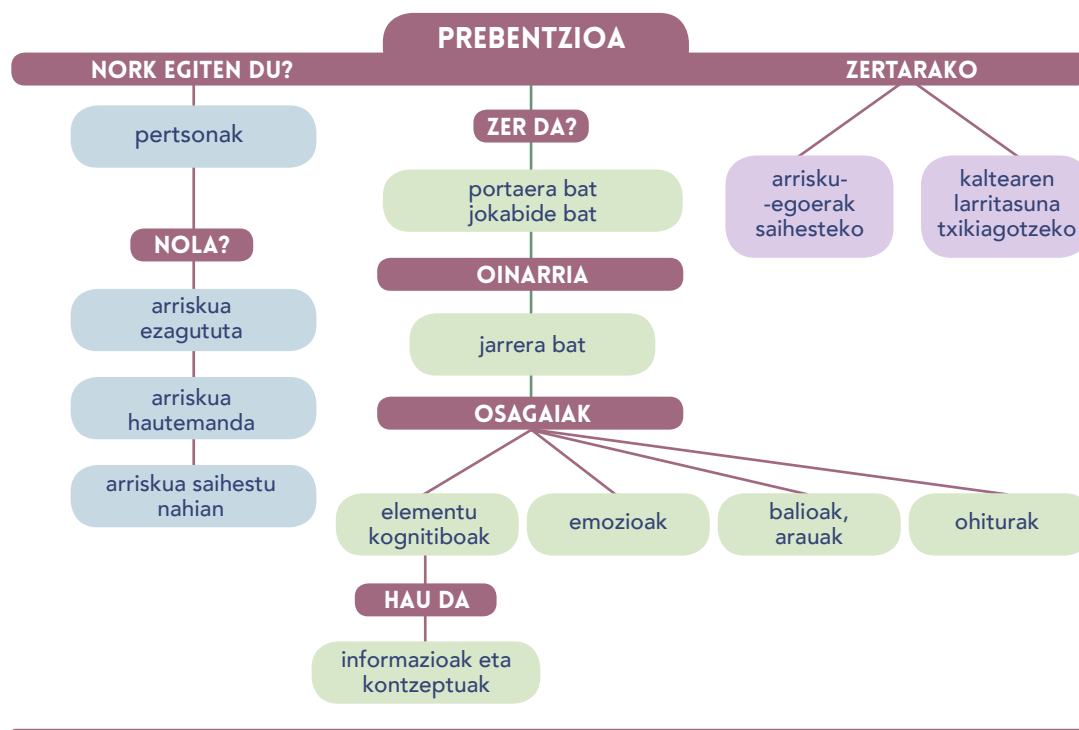 PREBENTZIOA
NORK EGITEN DU?
pertsonak
NOLA?
arriskua
ezagututa
arriskua
hautemanda
arriskua saihestu
nahian
ZER DA?
portaera bat
jokabide bat
OINARRIA
jarrera bat
OSAGAIAK
elementu
kognitiboak
emozioak
balioak,
arauak
ohiturak
HAU DA
informazioak eta
kontzeptuak
ZERTARAKO
arrisku-
-egoerak
saihesteko
kaltearen
larritasuna
txikiagotzeko